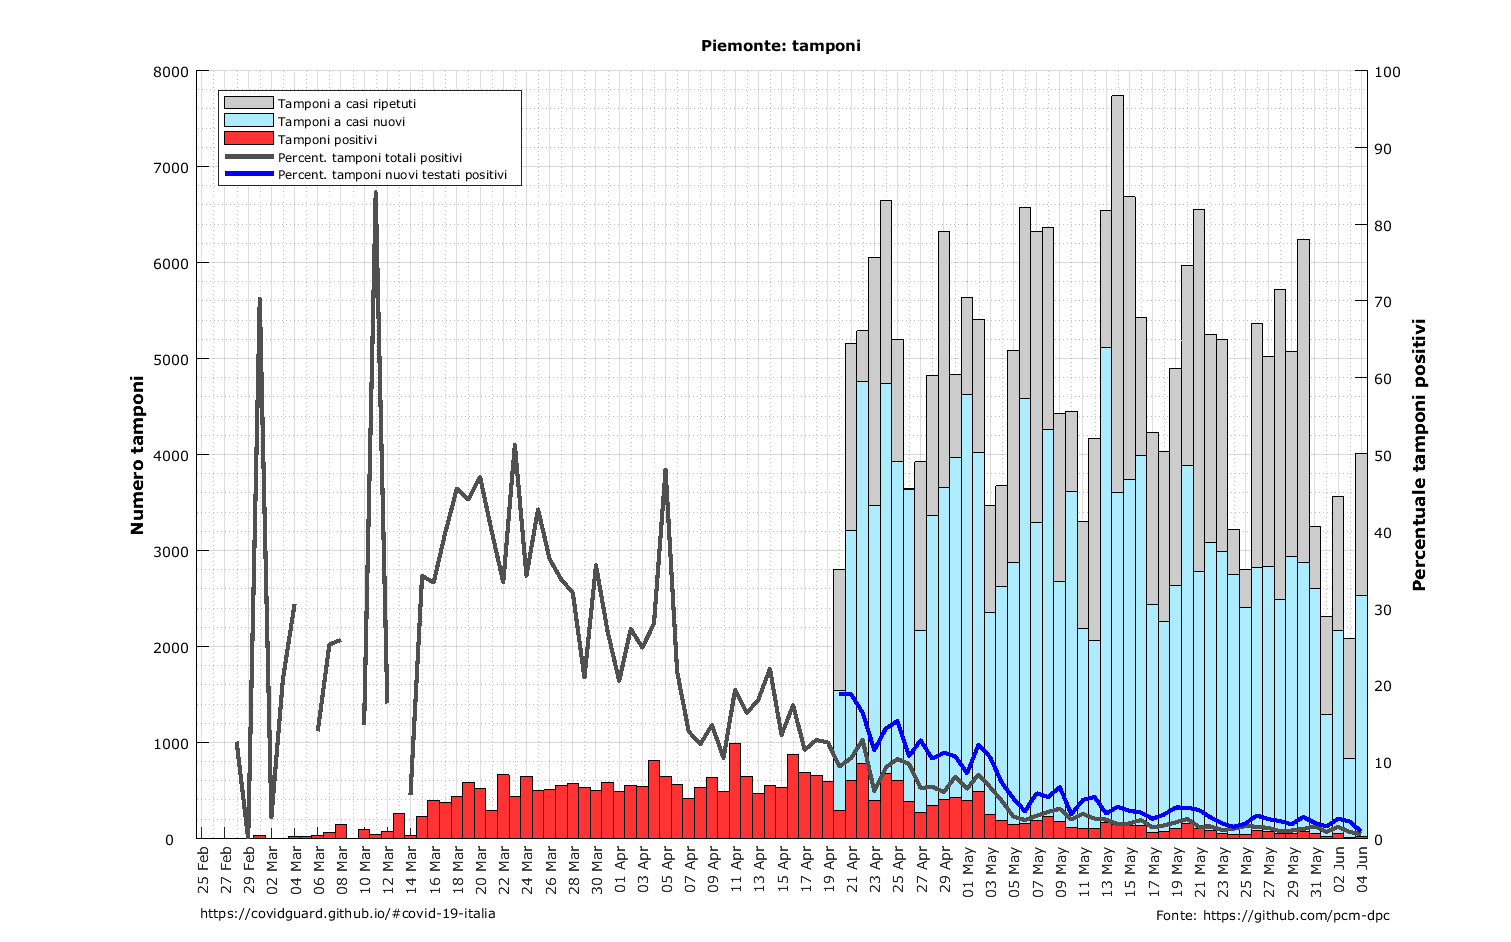 Piemonte: tamponi
8000
7000
6000
5000
4000
3000
2000
1000
0
Numero tamponi
Tamponi a casi ripetuti
Tamponi a casi nuovi
Tamponi positivi
Percent. tamponi totali positivi
Percent. tamponi nuovi testati positivi
100
90
80
70
60
50
40
30
20
10
0
Percentuale tamponi positivi
25 Feb
27 Feb
29 Feb
02 Mar
04 Mar
06 Mar
08 Mar
10 Mar
12 Mar
14 Mar
16 Mar
18 Mar
20 Mar
22 Mar
24 Mar
26 Mar
28 Mar
30 Mar
01 Apr
03 Apr
05 Apr
07 Apr
09 Apr
11 Apr
13 Apr
15 Apr
17 Apr
19 Apr
21 Apr
23 Apr
25 Apr
27 Apr
29 Apr
01 May
03 May
05 May
07 May
09 May
11 May
13 May
15 May
17 May
19 May
21 May
23 May
25 May
27 May
29 May
31 May
02 Jun
04 Jun
https://covidguard.github.io/#covid-19-italia
Fonte: https://github.com/pcm-dpc